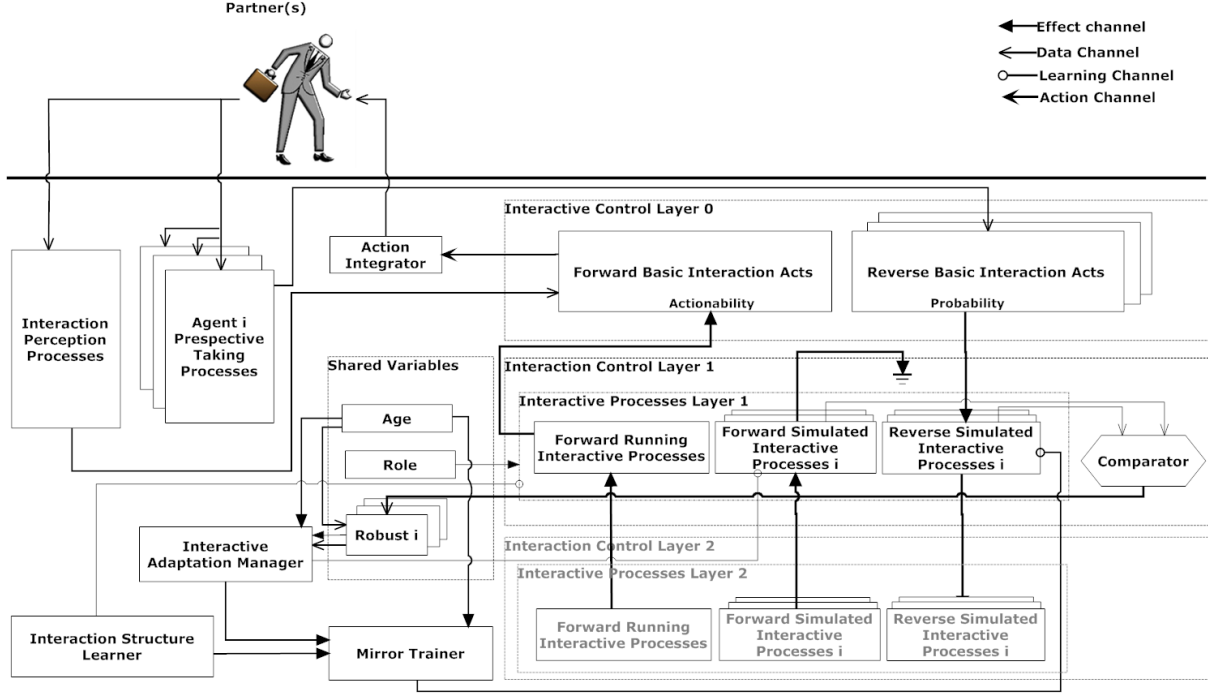 Partner(s)
Effect channel
Data Channel
Learning Channel
Action Channel
Interactive Control Layer 0
Action
Integrator
Forward Basic Interaction Acts
Actionability
Reverse Basic Interaction Acts
Probability
Interaction
Perception
Processes
Agent i
Prespective
Taking
Processes
Shared Variables
Age
Role
Robust i
Interaction Control Layer 1
Interactive Processes Layer 1
Forward Running
Interactive Processes
Forward Simulated
Interactive
Processes i
Reverse Simulated
Interactive
Processes i
Comparator
Interactive
Adaptation Manager
Interaction Control Layer 2
Interactive Processes Layer 2
Forward Running
Interactive Processes
Forward Simulated
Interactive
Processes i
Reverse Simulated
Interactive
Processes i
Interaction Structure
Learner
Mirror Trainer